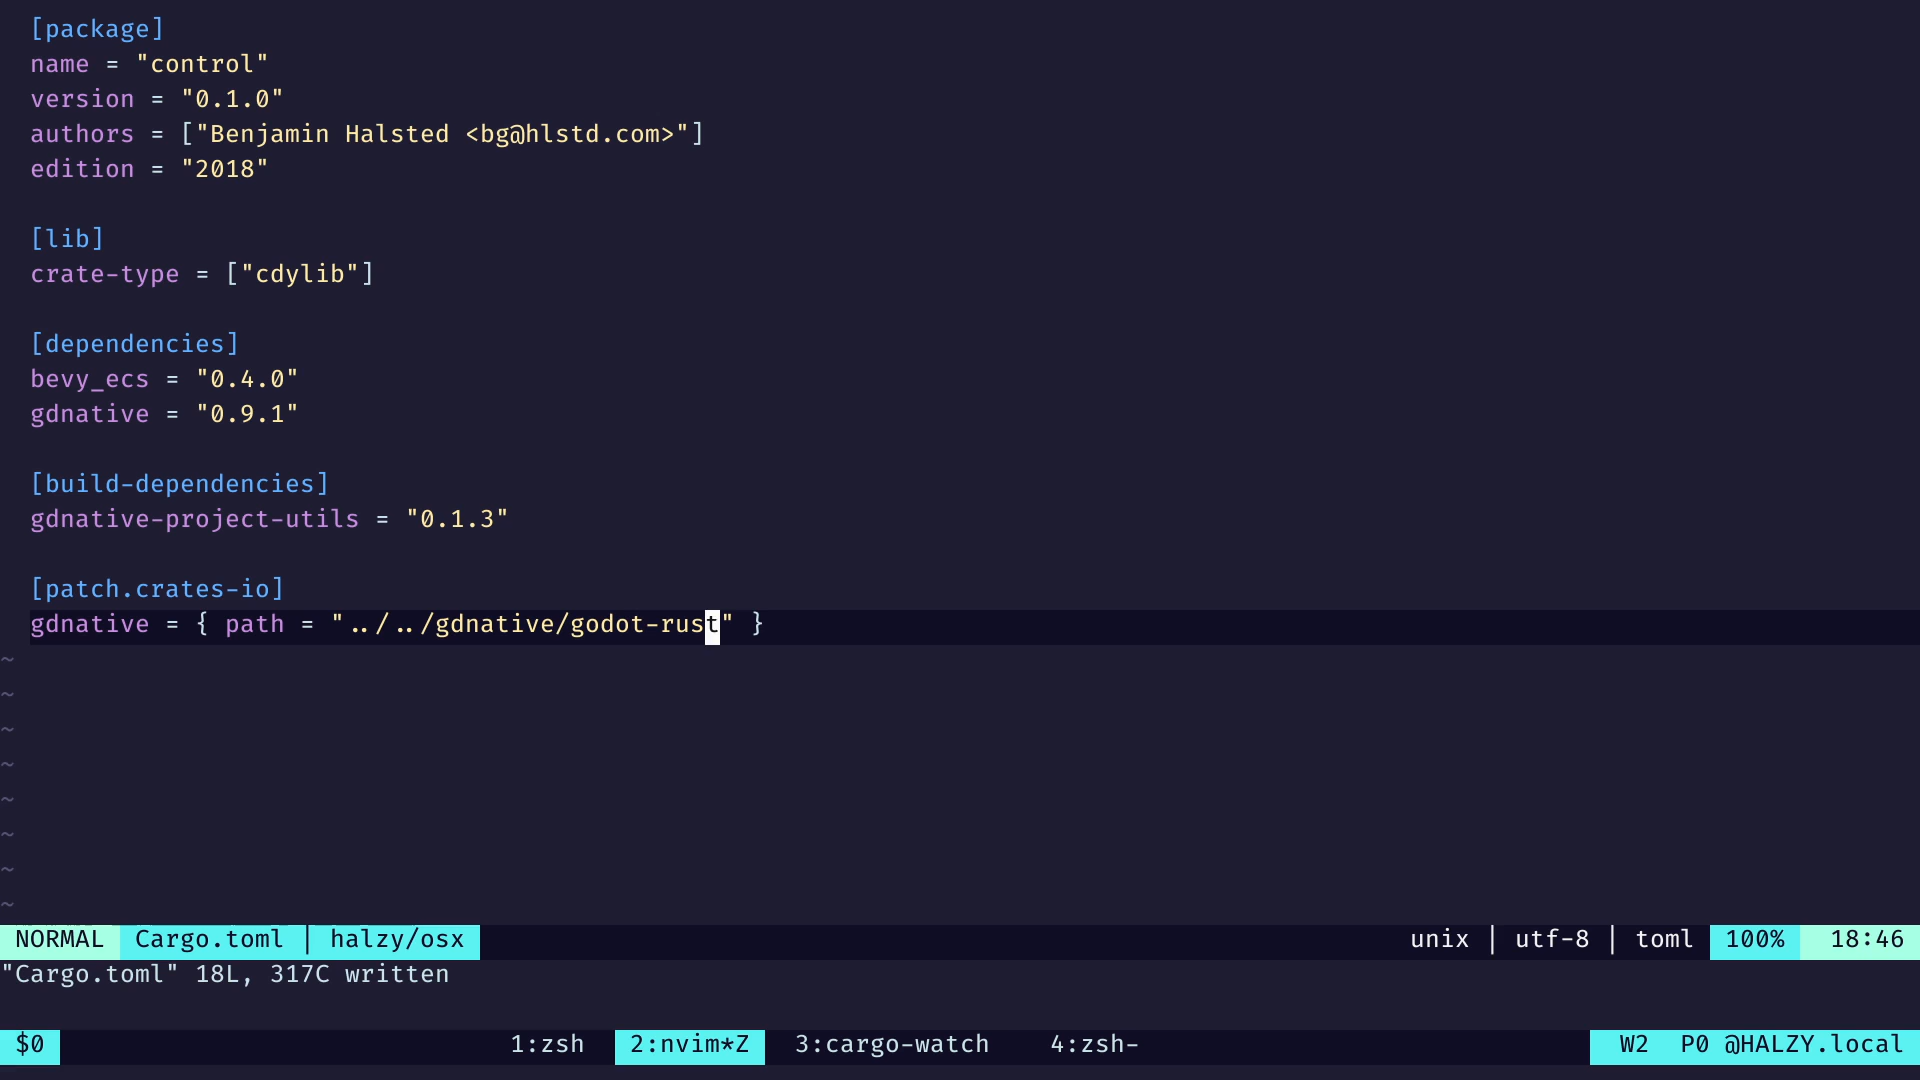 [package]
name = "control"
version = "0.1.0"
authors = ["Benjamin Halsted <bg@hlstd.com>"]
edition = "2018"
[lib]
crate-type = ["cdylib"]
[dependencies]
bevy_ecs = "0.4.0"
gdnative = "0.9.1"
[build-dependencies]
gdnative-project-utils = "0.1.3"
[patch.crates-io]
gdnative = { path = "../../gdnative/godot-rust" }
~
~
~
~
~
~
~
~
NORMAL Cargo.toml | halzy/osx unix | utf-8 | toml 100% 18:46
"Cargo.toml" 18L, 317C written
$0 1:zsh 2:nvim*Z 3:cargo-watch 4:zsh- W2 P0 @HALZY.local